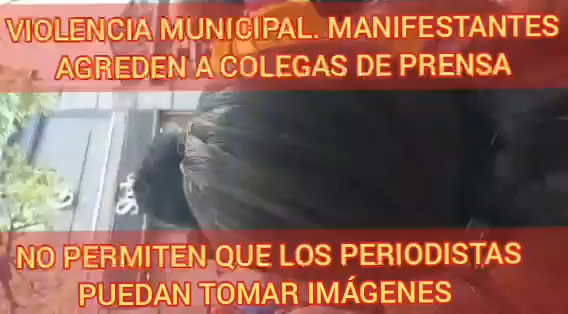 VIOLENCIA MUNICIPAL. MANIFESTANTES
AGREDEN A COLEGAS DE PRENSA
NO PERMITEN QUE LOS PERIODISTAS
PUEDAN TOMAR IMÁGENES